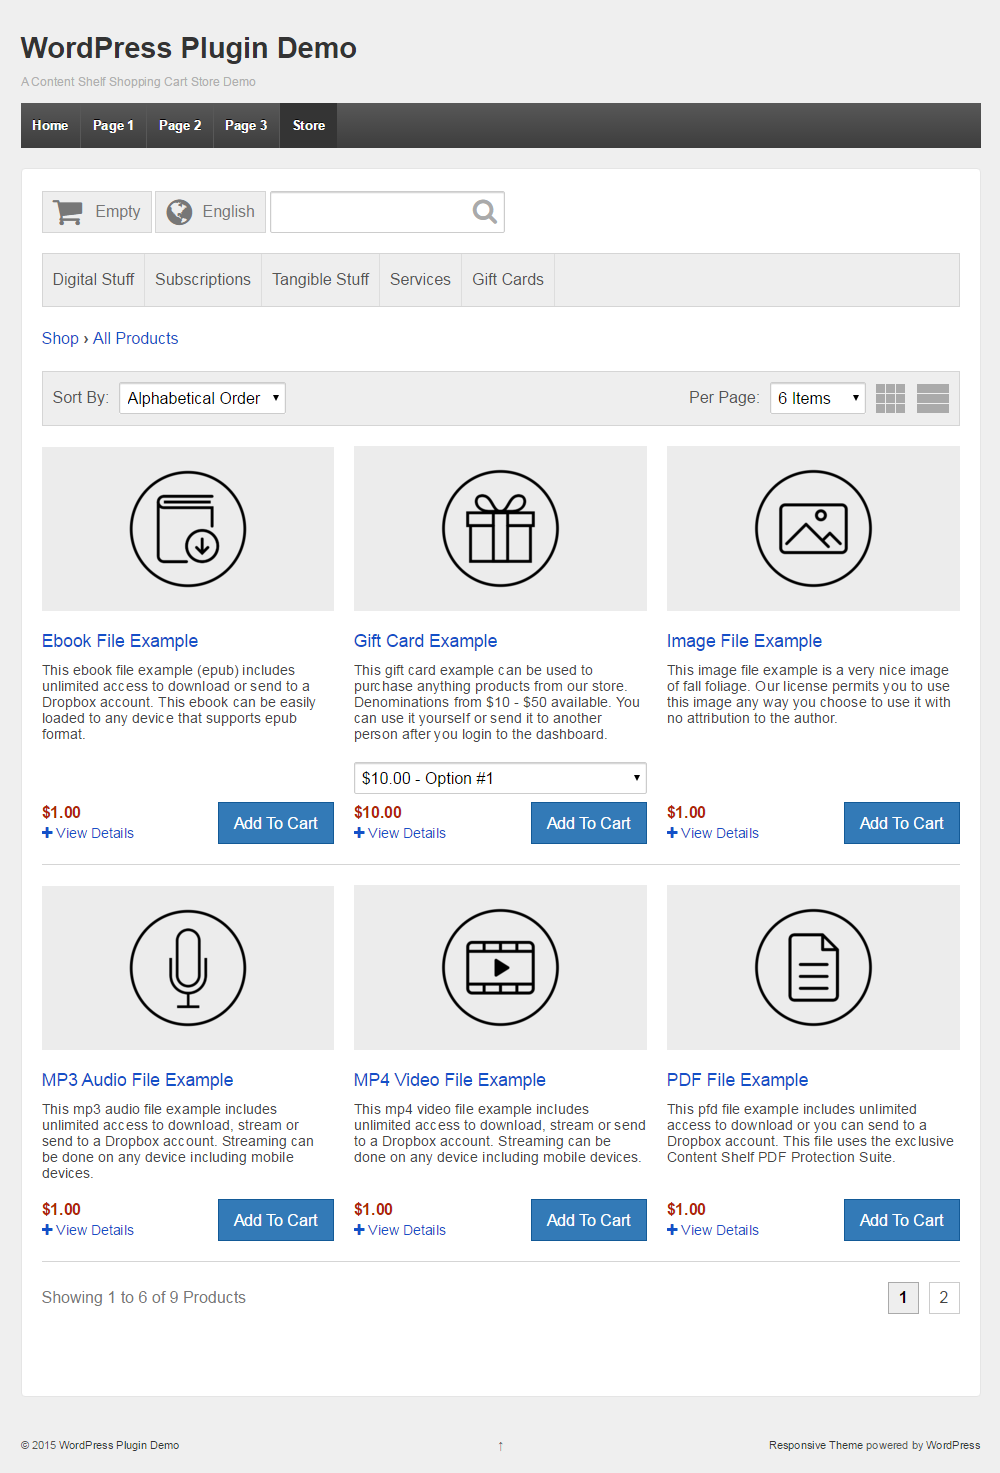 WordPress Plugin Demo
A Content Shelf Shopping Cart Store Demo
Home Page 1 Page 2 Page 3 Store
Empty English
Digital Stuff Subscriptions Tangible Stuff Services Gift Cards
Shop › All Products
Sort By: Alphabetical Order Per Page: 6 Items
Ebook File Example
This ebook file example (epub) includes
unlimited access to download or send to a
Dropbox account. This ebook can be easily
loaded to any device that supports epub
format.
$1.00
View Details
Add To Cart
Gift Card Example
This gift card example can be used to
purchase anything products from our store.
Denominations from $10 - $50 available. You
can use it yourself or send it to another
person after you login to the dashboard.
$10.00 - Option #1
$10.00
View Details
Add To Cart
Image File Example
This image file example is a very nice image
of fall foliage. Our license permits you to use
this image any way you choose to use it with
no attribution to the author.
$1.00
View Details
Add To Cart
MP3 Audio File Example
This mp3 audio file example includes
unlimited access to download, stream or
send to a Dropbox account. Streaming can
be done on any device including mobile
devices.
$1.00
View Details
Add To Cart
MP4 Video File Example
This mp4 video file example includes
unlimited access to download, stream or send
to a Dropbox account. Streaming can be
done on any device including mobile devices.
$1.00
View Details
Add To Cart
PDF File Example
This pfd file example includes unlimited
access to download or you can send to a
Dropbox account. This file uses the exclusive
Content Shelf PDF Protection Suite.
$1.00
View Details
Add To Cart
Showing 1 to 6 of 9 Products 1 2
© 2015 WordPress Plugin Demo ↑ Responsive Theme powered by WordPress